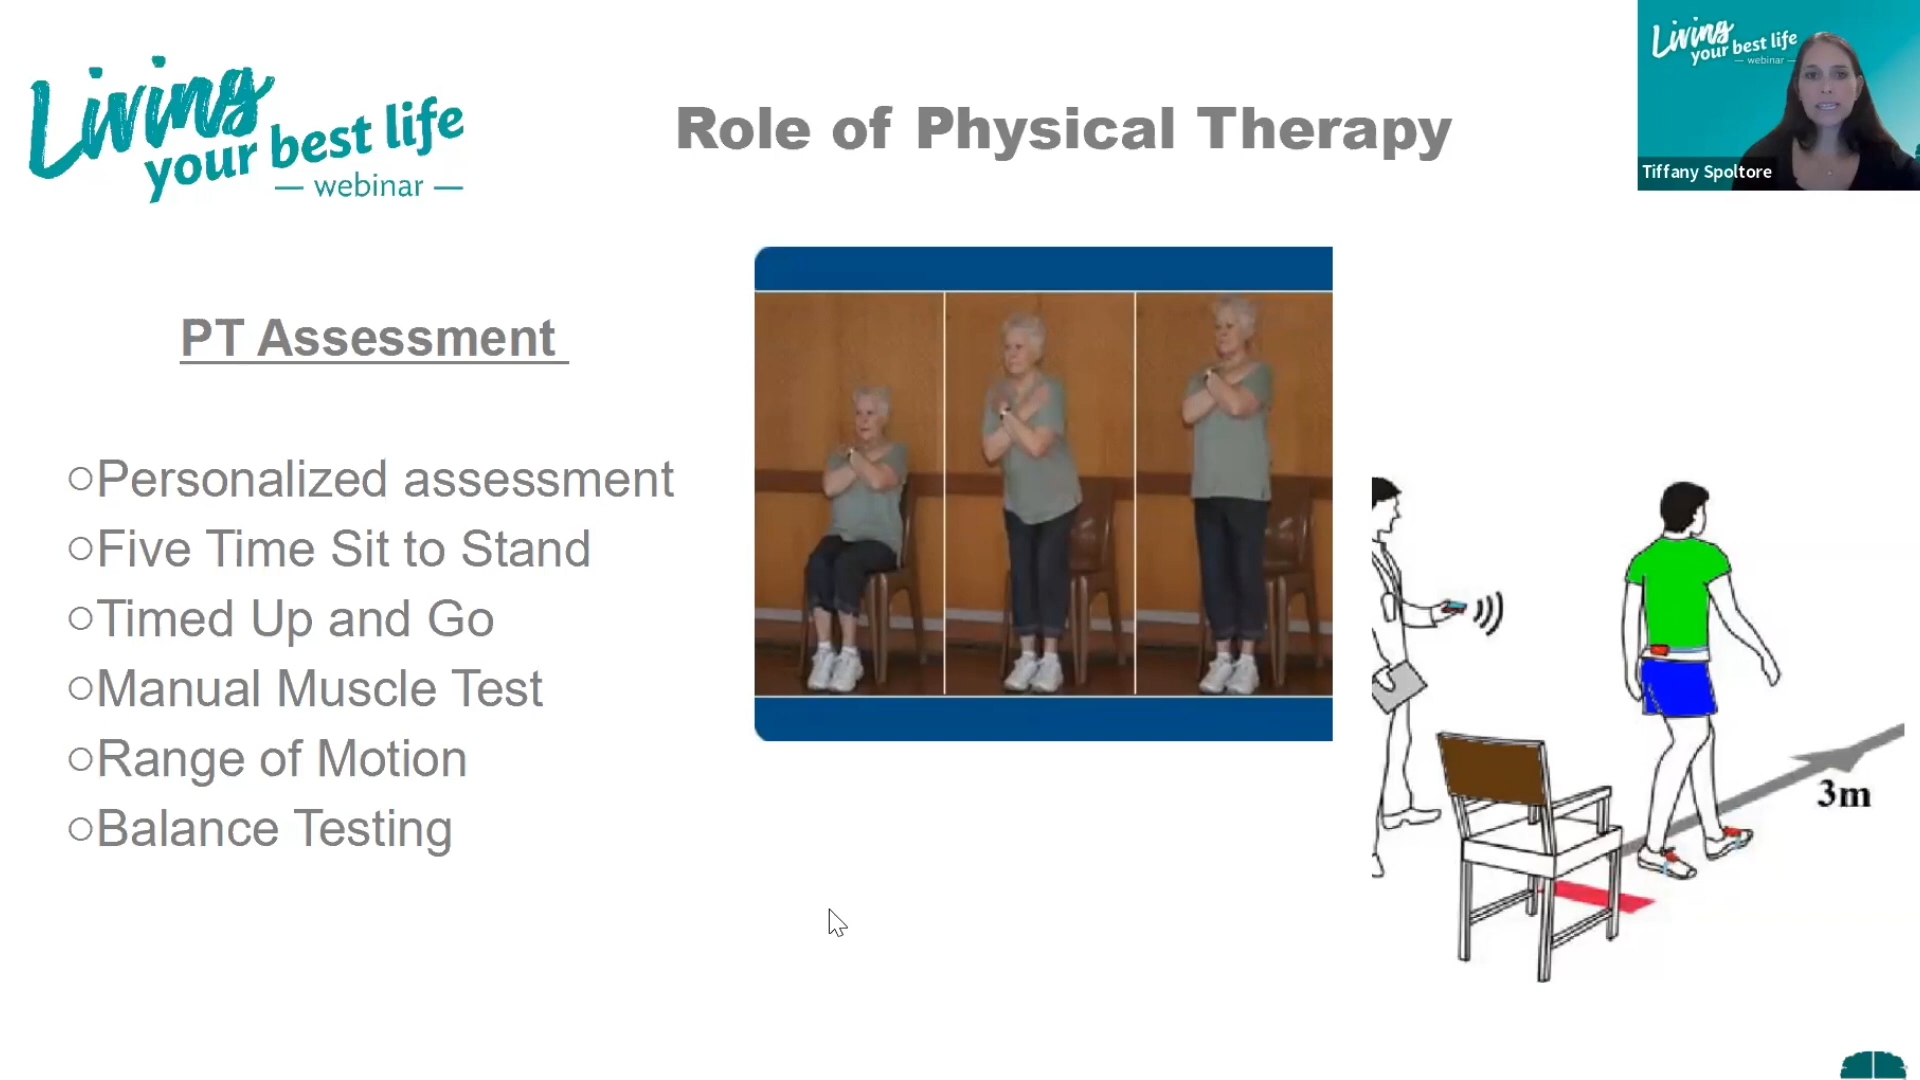 Living
your best life
— webinar —
Role of Physical Therapy
Living
your best life
— webinar —
Tiffany Spoltore
PT Assessment
○Personalized assessment
○Five Time Sit to Stand
○Timed Up and Go
○Manual Muscle Test
○Range of Motion
○Balance Testing
3m